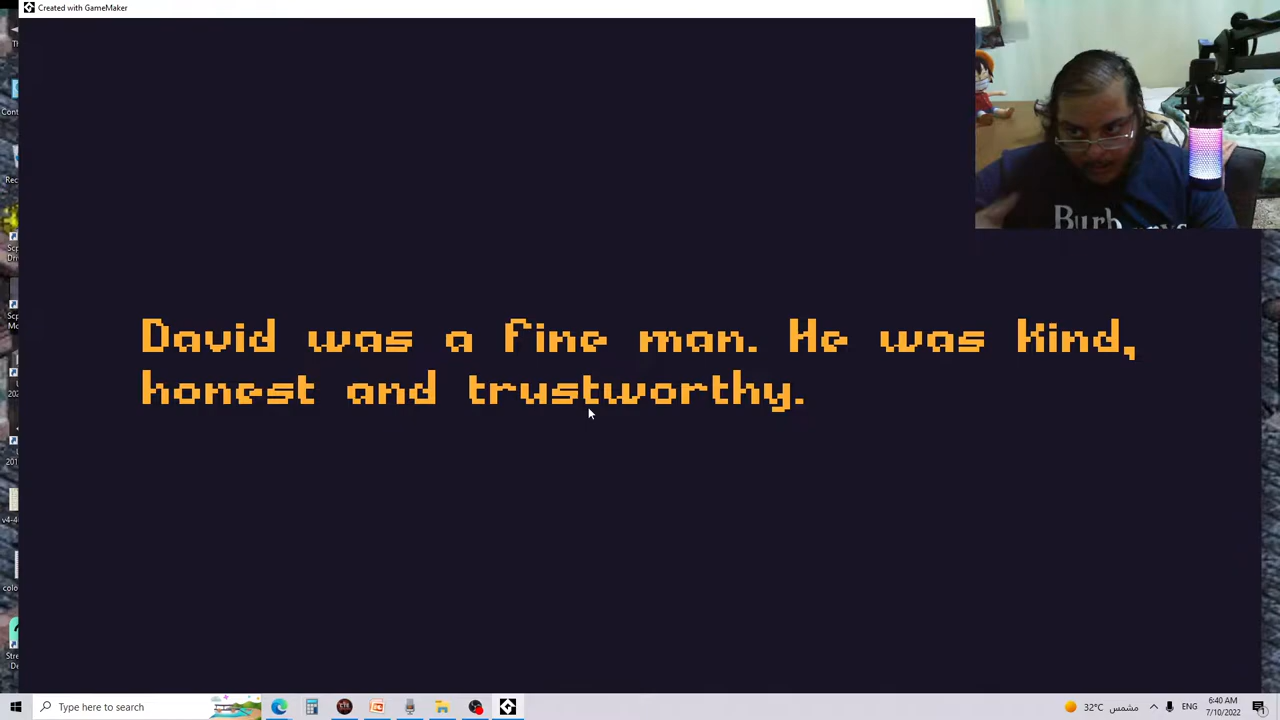 Created with GameMaker
David was a fine man. He was kind,
honest and trustworthy.
Type here to search
32°C مشمس
ENG
6:40 AM
7/10/2022